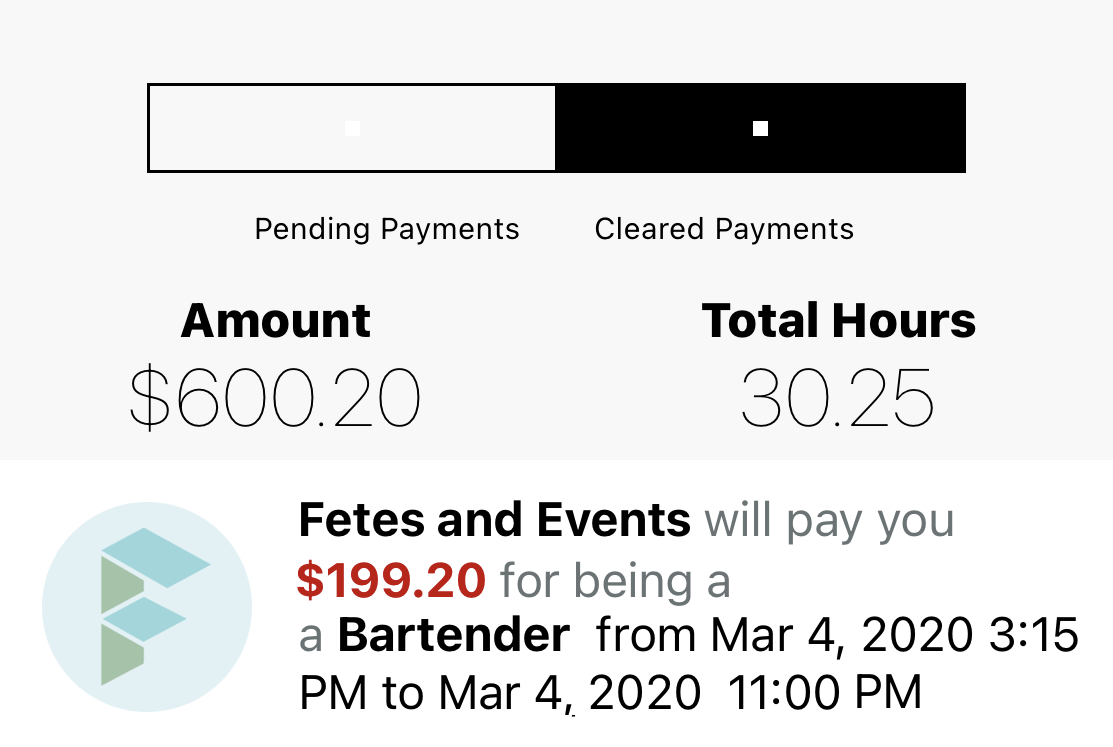 Pending Payments Cleared Payments
Amount Total Hours
$600.20 30.25
Fetes and Events will pay you
$199.20 for being a
a Bartender from Mar 4, 2020 3:15
PM to Mar 4, 2020 11:00 PM